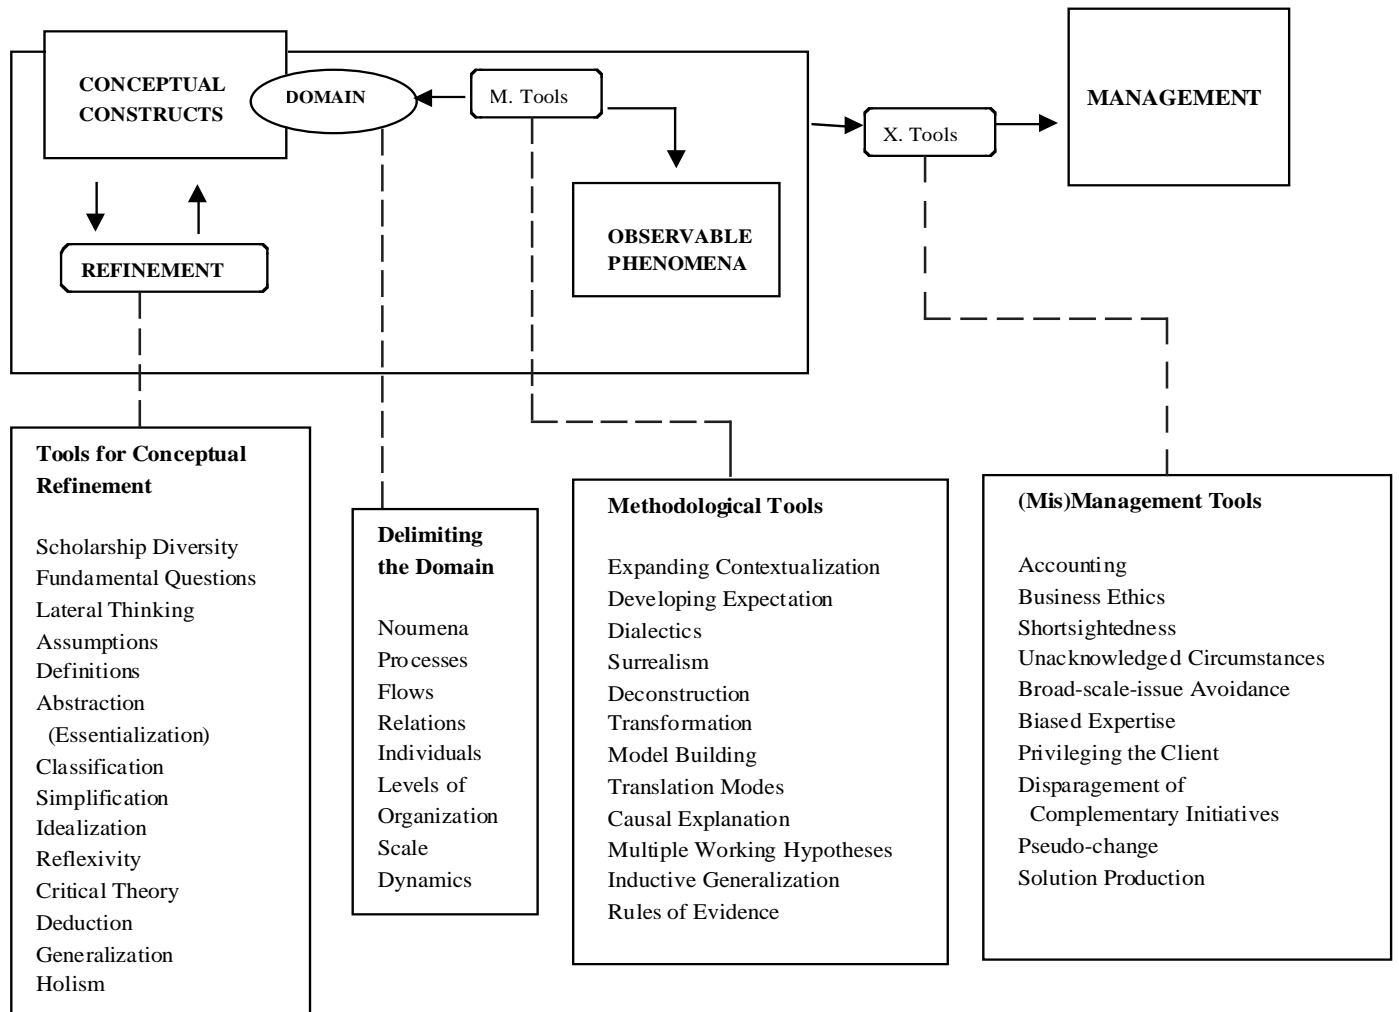 CONCEPTUAL
CONSTRUCTS
DOMAIN
M. Tools
X. Tools
MANAGEMENT
REFINEMENT
OBSERVABLE
PHENOMENA
Tools for Conceptual
Refinement
Scholarship Diversity
Fundamental Questions
Lateral Thinking
Assumptions
Definitions
Abstraction
(Essentialization)
Classification
Simplification
Idealization
Reflexivity
Critical Theory
Deduction
Generalization
Holism
Delimiting
the Domain
Noumena
Processes
Flows
Relations
Individuals
Levels of
Organization
Scale
Dynamics
Methodological Tools
Expanding Contextualization
Developing Expectation
Dialectics
Surrealism
Deconstruction
Transformation
Model Building
Translation Modes
Causal Explanation
Multiple Working Hypotheses
Inductive Generalization
Rules of Evidence
(Mis)Management Tools
Accounting
Business Ethics
Shortsightedness
Unacknowledged Circumstances
Broad-scale-issue Avoidance
Biased Expertise
Privileging the Client
Disparagement of
Complementary Initiatives
Pseudo-change
Solution Production